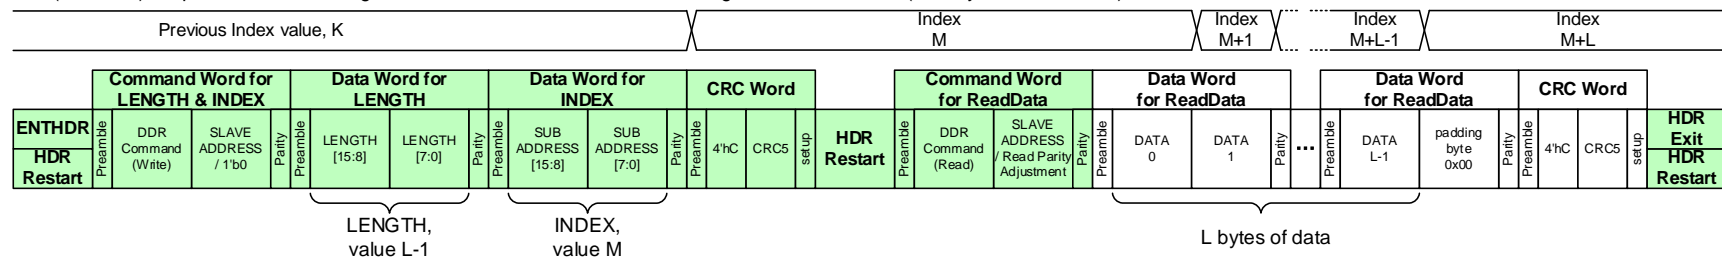 Previous Index value, K
Index
M
Index
M+1
Index
M+L-1
Index
M+L
Command Word for
LENGTH & INDEX
Data Word for
LENGTH
Data Word for
INDEX
CRC Word
Command Word
for ReadData
Data Word
for ReadData
Data Word
for ReadData
CRC Word
ENTHDR
HDR
Restart
Preamble
DDR
Command
(Write)
SLAVE
ADDRESS
/ 1'b0
Parity
Preamble
LENGTH
[15:8]
LENGTH
[7:0]
Parity
Preamble
SUB
ADDRESS
[15:8]
SUB
ADDRESS
[7:0]
Parity
Preamble
4'hC
CRC5
setup
HDR
Restart
Preamble
DDR
Command
(Read)
SLAVE
ADDRESS
/ Read Parity
Adjustment
Parity
Preamble
DATA
0
DATA
1
Parity
...
Preamble
DATA
L-1
padding
byte
0x00
Parity
Preamble
4'hC
CRC5
setup
HDR
Exit
HDR
Restart
LENGTH,
value L-1
INDEX,
value M
L bytes of data